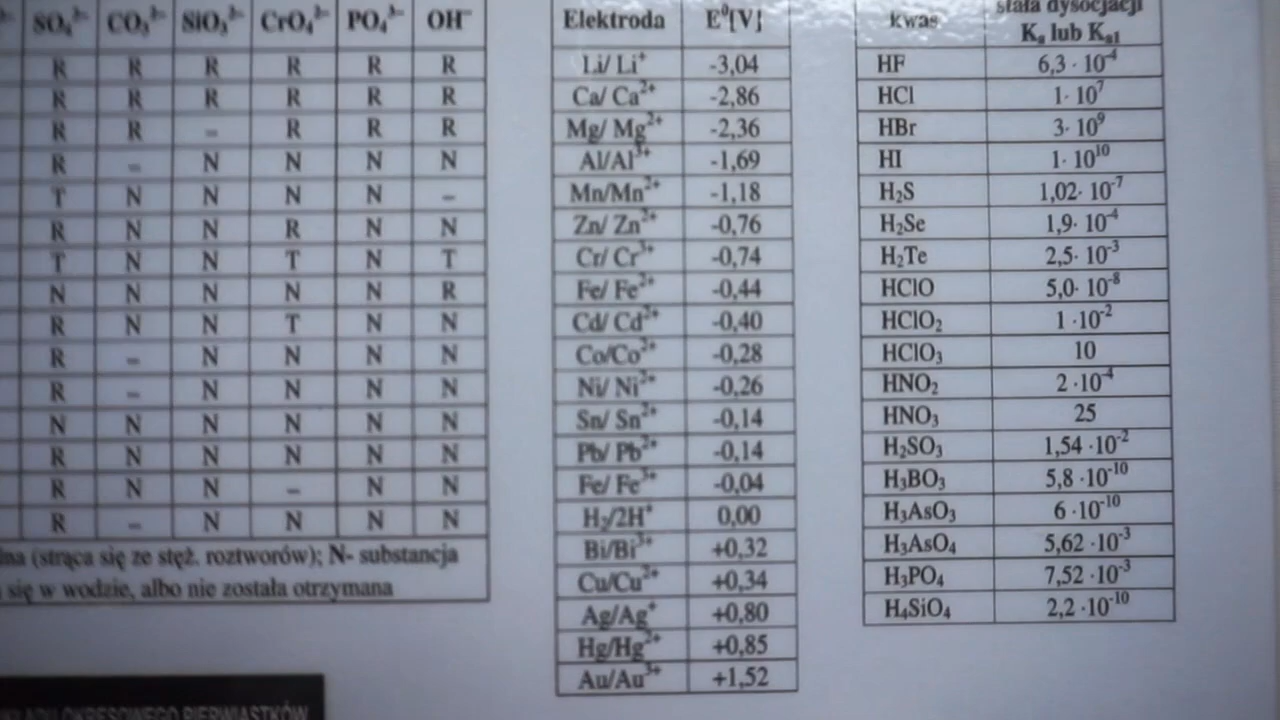 SO₄²⁻ CO₃²⁻ SiO₃²⁻ CrO₄²⁻ PO₄³⁻ OH⁻
R R R R R R
R R R R R R
R R – R R R
R – N N N N
T N N N N –
R N N R N N
T N N T N T
N N N N N R
R N N T N N
R – N N N N
R – N N N N
N N N N N N
R N N N N N
R N N – N N
R – N N N N
(strąca się ze stęż. roztworów); N- substancja
się w wodzie, albo nie została otrzymana
OKRESOWEGO PIERWIASTKÓW
Elektroda E⁰[V]
Li/ Li⁺ -3,04
Ca/ Ca²⁺ -2,86
Mg/ Mg²⁺ -2,36
Al/Al³⁺ -1,69
Mn/Mn²⁺ -1,18
Zn/ Zn²⁺ -0,76
Cr/ Cr³⁺ -0,74
Fe/ Fe²⁺ -0,44
Cd/ Cd²⁺ -0,40
Co/Co²⁺ -0,28
Ni/ Ni²⁺ -0,26
Sn/ Sn²⁺ -0,14
Pb/ Pb²⁺ -0,14
Fe/ Fe³⁺ -0,04
H₂/2H⁺ 0,00
Bi/Bi³⁺ +0,32
Cu/Cu²⁺ +0,34
Ag/Ag⁺ +0,80
Hg/Hg²⁺ +0,85
Au/Au³⁺ +1,52
kwas stała dysocjacji
Kₐ lub Kₐ₁
HF 6,3 · 10⁻⁴
HCl 1· 10⁷
HBr 3· 10⁹
HI 1· 10¹⁰
H₂S 1,02· 10⁻⁷
H₂Se 1,9· 10⁻⁴
H₂Te 2,5· 10⁻³
HClO 5,0· 10⁻⁸
HClO₂ 1 ·10⁻²
HClO₃ 10
HNO₂ 2 ·10⁻⁴
HNO₃ 25
H₂SO₃ 1,54 ·10⁻²
H₃BO₃ 5,8 ·10⁻¹⁰
H₃AsO₃ 6 ·10⁻¹⁰
H₃AsO₄ 5,62 ·10⁻³
H₃PO₄ 7,52 ·10⁻³
H₄SiO₄ 2,2 ·10⁻¹⁰